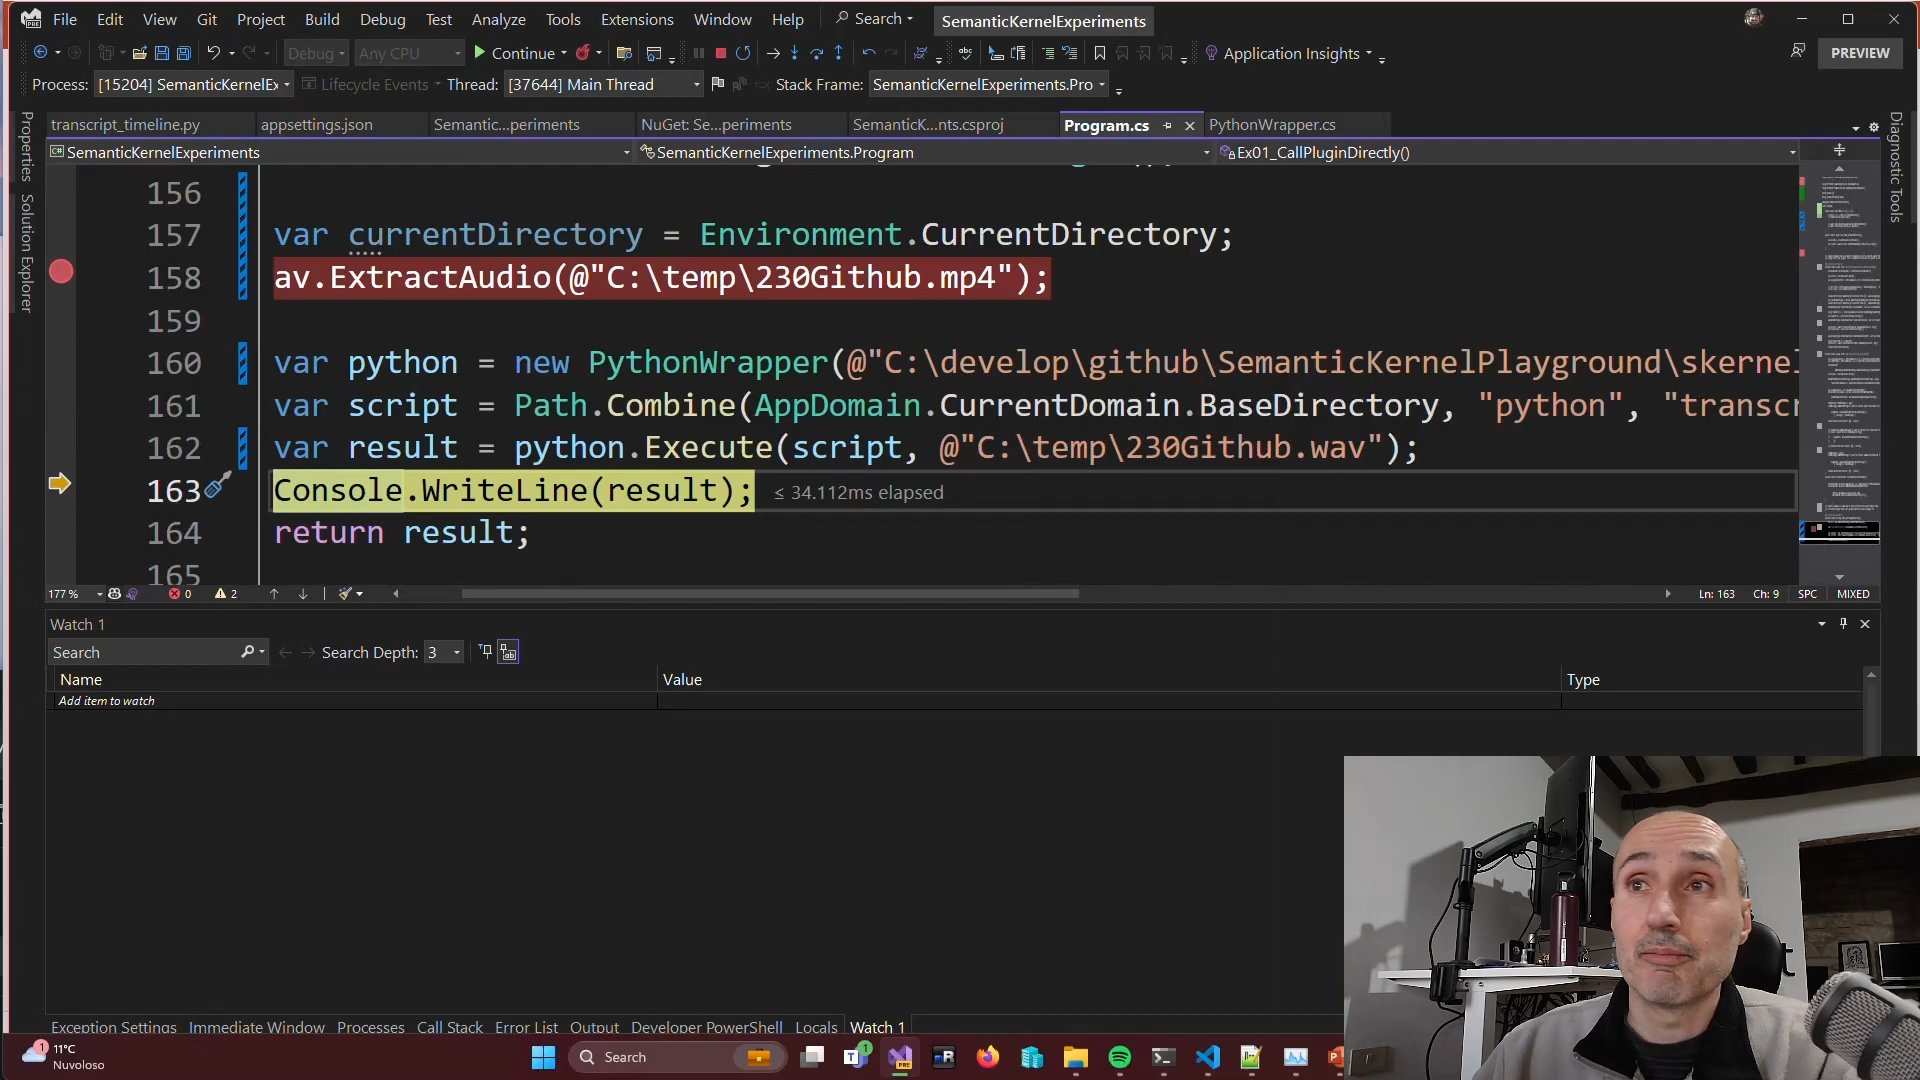 File Edit View Git Project Build Debug Test Analyze Tools Extensions Window Help Search SemanticKernelExperiments
Debug Any CPU Continue Application Insights PREVIEW
Process: [15204] SemanticKernelEx Lifecycle Events Thread: [37644] Main Thread Stack Frame: SemanticKernelExperiments.Pro
transcript_timeline.py appsettings.json Semantic...periments NuGet: Se...periments SemanticK...nts.csproj Program.cs PythonWrapper.cs
SemanticKernelExperiments SemanticKernelExperiments.Program Ex01_CallPluginDirectly()
Properties
Solution Explorer
Diagnostic Tools
156
157 var currentDirectory = Environment.CurrentDirectory;
158 av.ExtractAudio(@"C:\temp\230Github.mp4");
159
160 var python = new PythonWrapper(@"C:\develop\github\SemanticKernelPlayground\skernel
161 var script = Path.Combine(AppDomain.CurrentDomain.BaseDirectory, "python", "transcr
162 var result = python.Execute(script, @"C:\temp\230Github.wav");
163 Console.WriteLine(result); ≤ 34.112ms elapsed
164 return result;
165
177 % 0 2 Ln: 163 Ch: 9 SPC MIXED
Watch 1
Search Search Depth: 3
Name Value Type
Add item to watch
Exception Settings Immediate Window Processes Call Stack Error List Output Developer PowerShell Locals Watch 1
1 11°C
Nuvoloso
Search
1
PRE